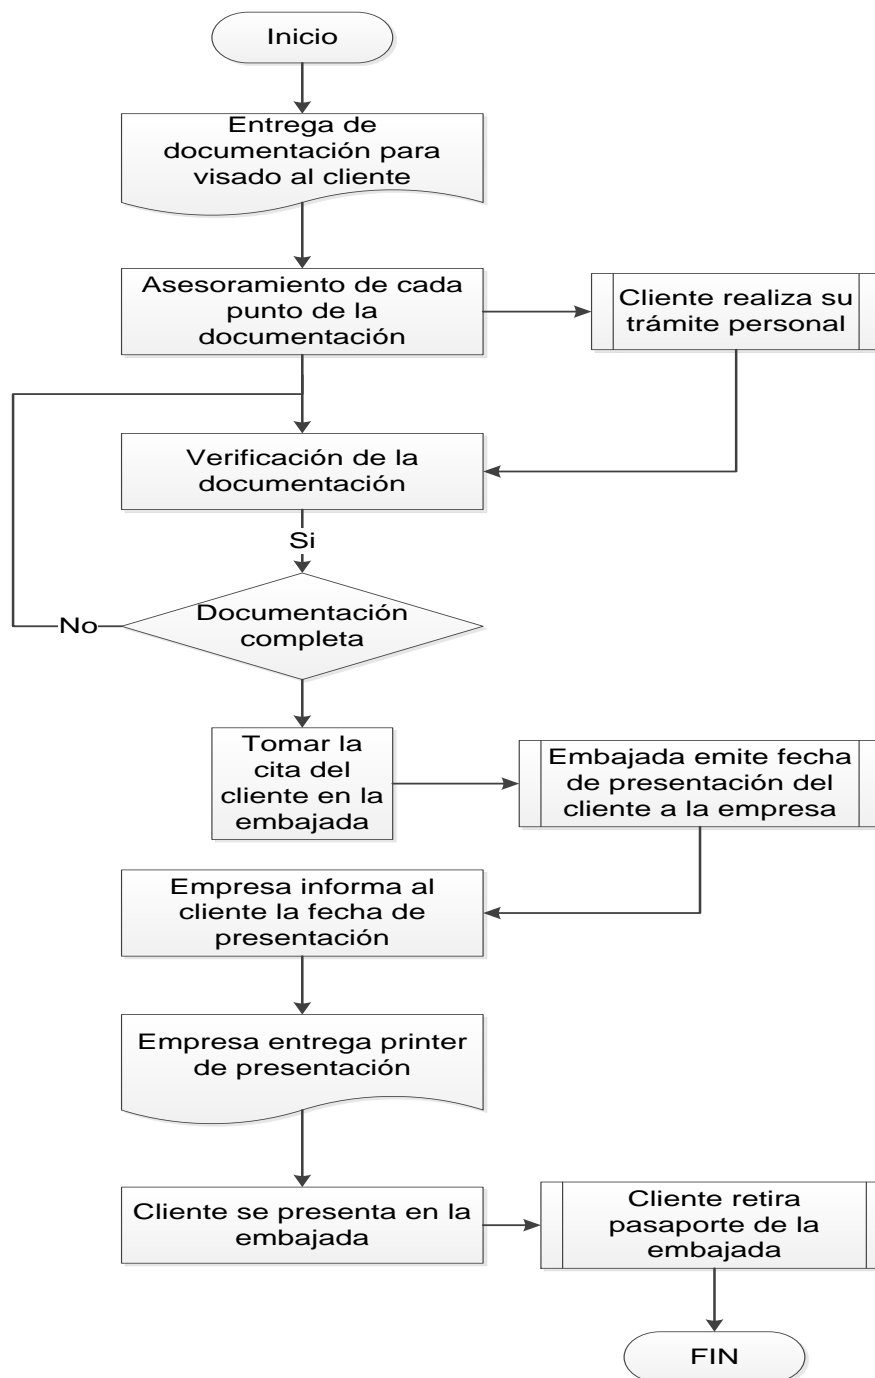 Inicio
Entrega de
documentación para
visado al cliente
Asesoramiento de cada
punto de la
documentación
Cliente realiza su
trámite personal
Verificación de la
documentación
Si
Documentación
completa
No
Tomar la
cita del
cliente en la
embajada
Embajada emite fecha
de presentación del
cliente a la empresa
Empresa informa al
cliente la fecha de
presentación
Empresa entrega printer
de presentación
Cliente se presenta en la
embajada
Cliente retira
pasaporte de la
embajada
FIN